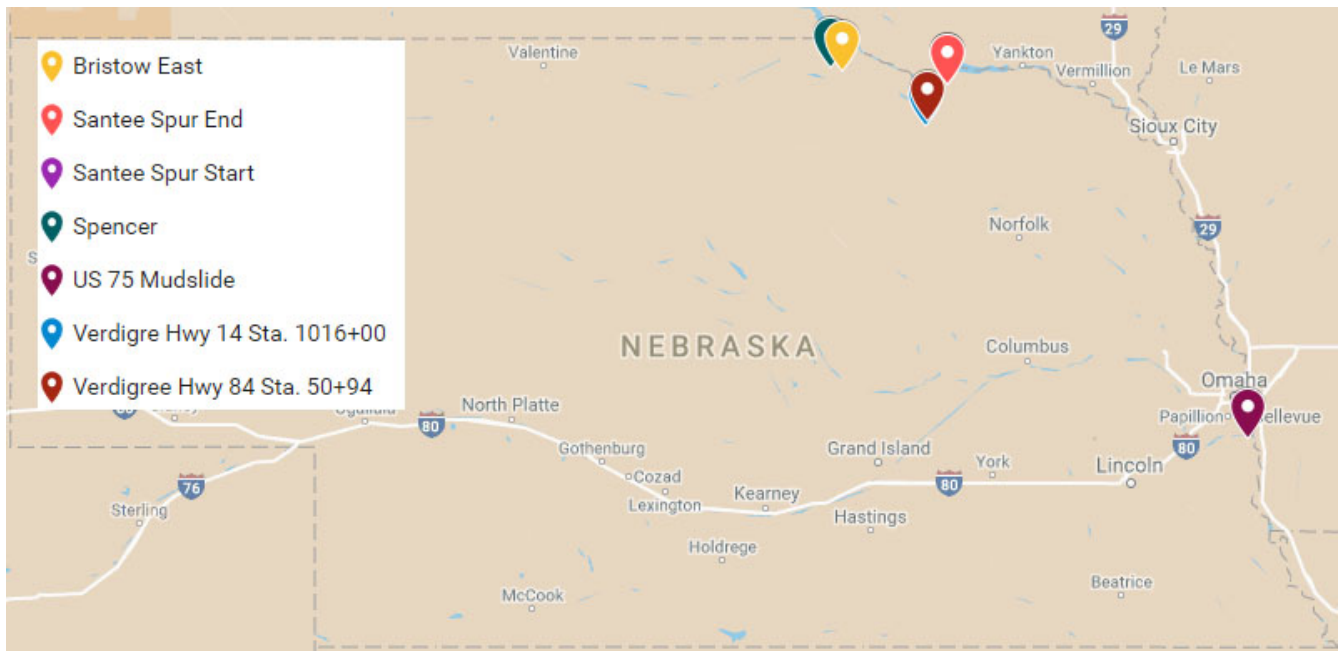 Bristow East
Santee Spur End
Santee Spur Start
Spencer
US 75 Mudslide
Verdigre Hwy 14 Sta. 1016+00
Verdigree Hwy 84 Sta. 50+94
Valentine
Yankton
29
Vermillion
Le Mars
Sioux City
Norfolk
29
NEBRASKA
Columbus
Omaha
Papillion
North Platte
80
Gothenburg
Grand Island
80
York
Lincoln
80
Cozad
Lexington
Kearney
Hastings
76
Sterling
Holdrege
McCook
Beatrice